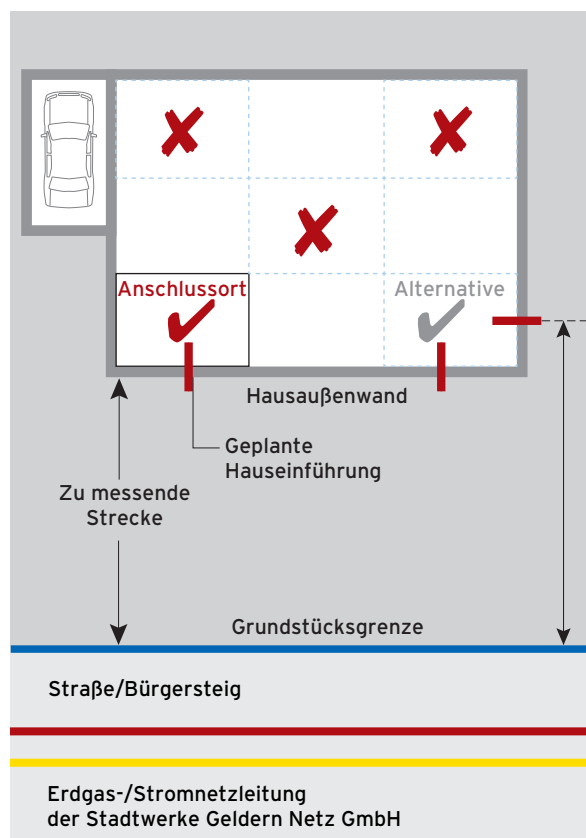 Anschlussort
Alternative
Hausaußenwand
Geplante
Hauseinführung
Zu messende
Strecke
Grundstücksgrenze
Straße/Bürgersteig
Erdgas-/Stromnetzleitung
der Stadtwerke Geldern Netz GmbH